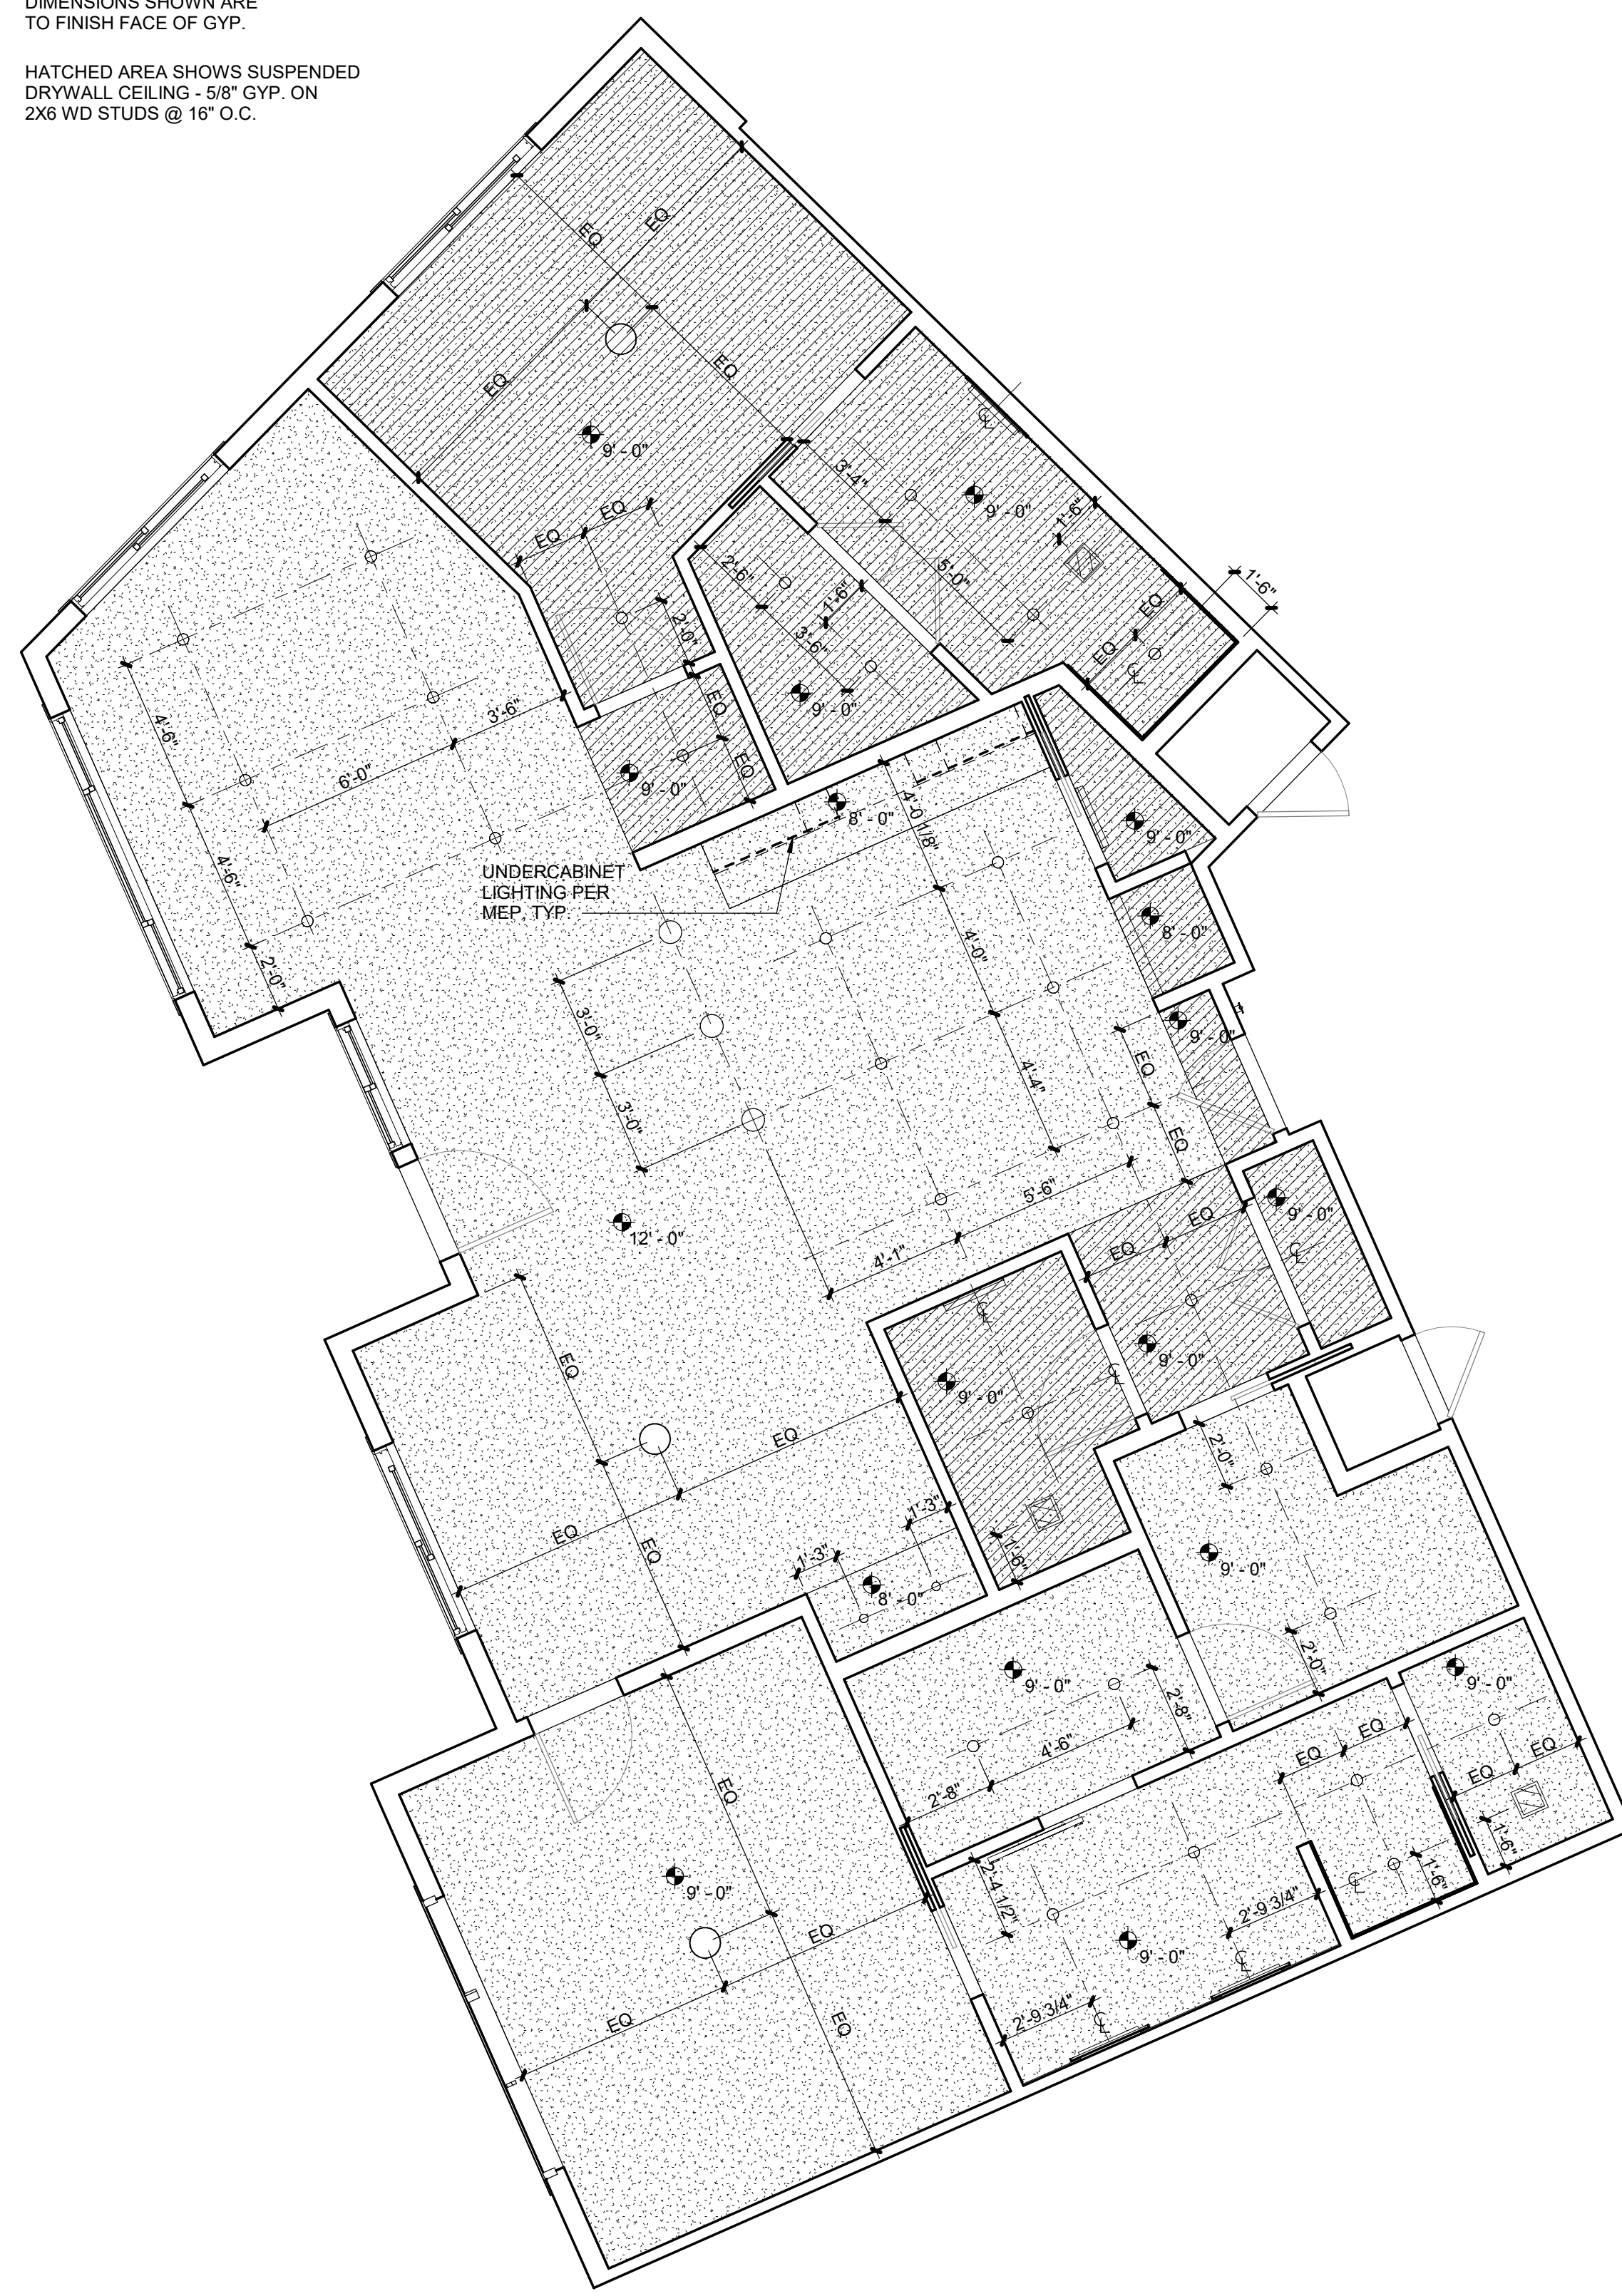 DIMENSIONS SHOWN ARE
TO FINISH FACE OF GYP.
HATCHED AREA SHOWS SUSPENDED
DRYWALL CEILING - 5/8" GYP. ON
2X6 WD STUDS @ 16" O.C.
EQ
EQ
EQ
EQ
9' - 0"
3'-4"
9' - 0"
1'-6"
EQ
EQ
2'-6"
5'-0"
1'-6"
EQ
1'-6"
2'-0"
3'-6"
EQ
CL
CL
3'-6"
EQ
9' - 0"
4'-6"
6'-0"
EQ
9' - 0"
8' - 0"
4'-0 1/8"
9' - 0"
4'-6"
UNDERCABINET
LIGHTING PER
MEP, TYP.
8' - 0"
4'-0"
2'-0"
3'-0"
9' - 0"
EQ
4'-4"
3'-0"
EQ
5'-6"
EQ
9' - 0"
12' - 0"
4'-1"
EQ
CL
CL
EQ
9' - 0"
CL
9' - 0"
EQ
2'-0"
1'-3"
EQ
EQ
1'-3"
1'-6"
9' - 0"
8' - 0"
9' - 0"
2'-0"
9' - 0"
2'-8"
4'-6"
EQ
EQ
EQ
EQ
EQ
2'-8"
1'-6"
9' - 0"
2'-4 1/2"
1'-6"
CL
2'-9 3/4"
EQ
9' - 0"
CL
2'-9 3/4"
CL
EQ
EQ